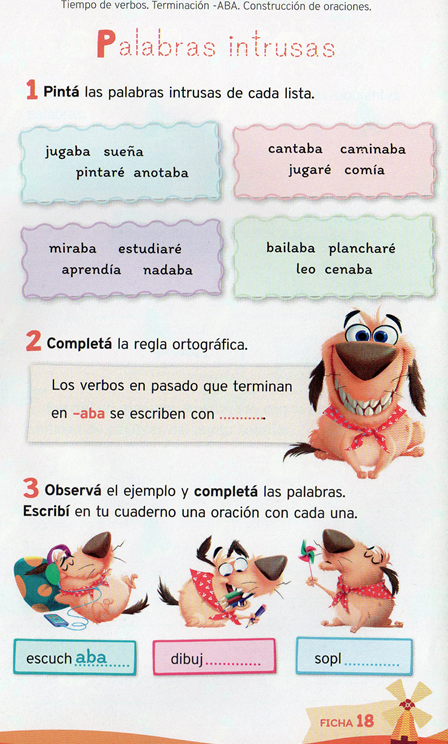 Tiempo de verbos. Terminación -ABA. Construcción de oraciones.
Palabras intrusas
1 Pintá las palabras intrusas de cada lista.
jugaba sueña
pintaré anotaba
cantaba caminaba
jugaré comía
miraba estudiaré
aprendía nadaba
bailaba plancharé
leo cenaba
2 Completá la regla ortográfica.
Los verbos en pasado que terminan
en -aba se escriben con ...........
3 Observá el ejemplo y completá las palabras.
Escribí en tu cuaderno una oración con cada una.
escuchaba
dibuj.............
sopl.............
FICHA 18